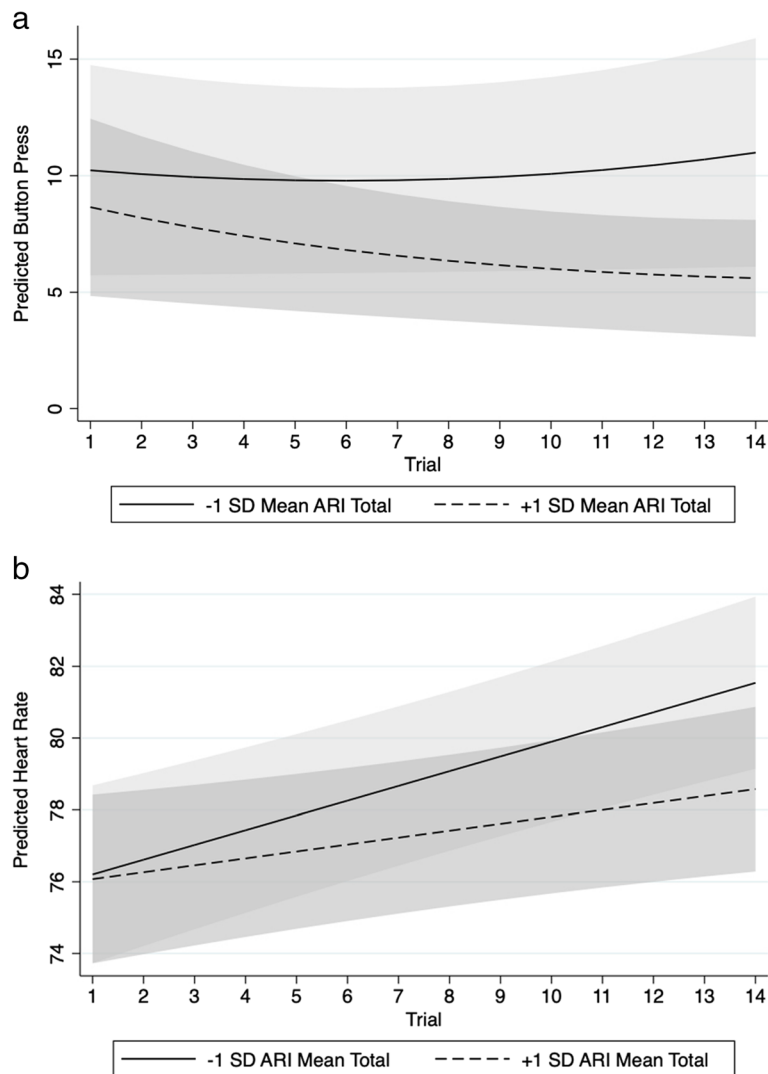 a
Predicted Button Press
15
10
5
0
1 2 3 4 5 6 7 8 9 10 11 12 13 14
Trial
-1 SD Mean ARI Total +1 SD Mean ARI Total
b
Predicted Heart Rate
84
82
80
78
76
74
1 2 3 4 5 6 7 8 9 10 11 12 13 14
Trial
-1 SD ARI Mean Total +1 SD ARI Mean Total